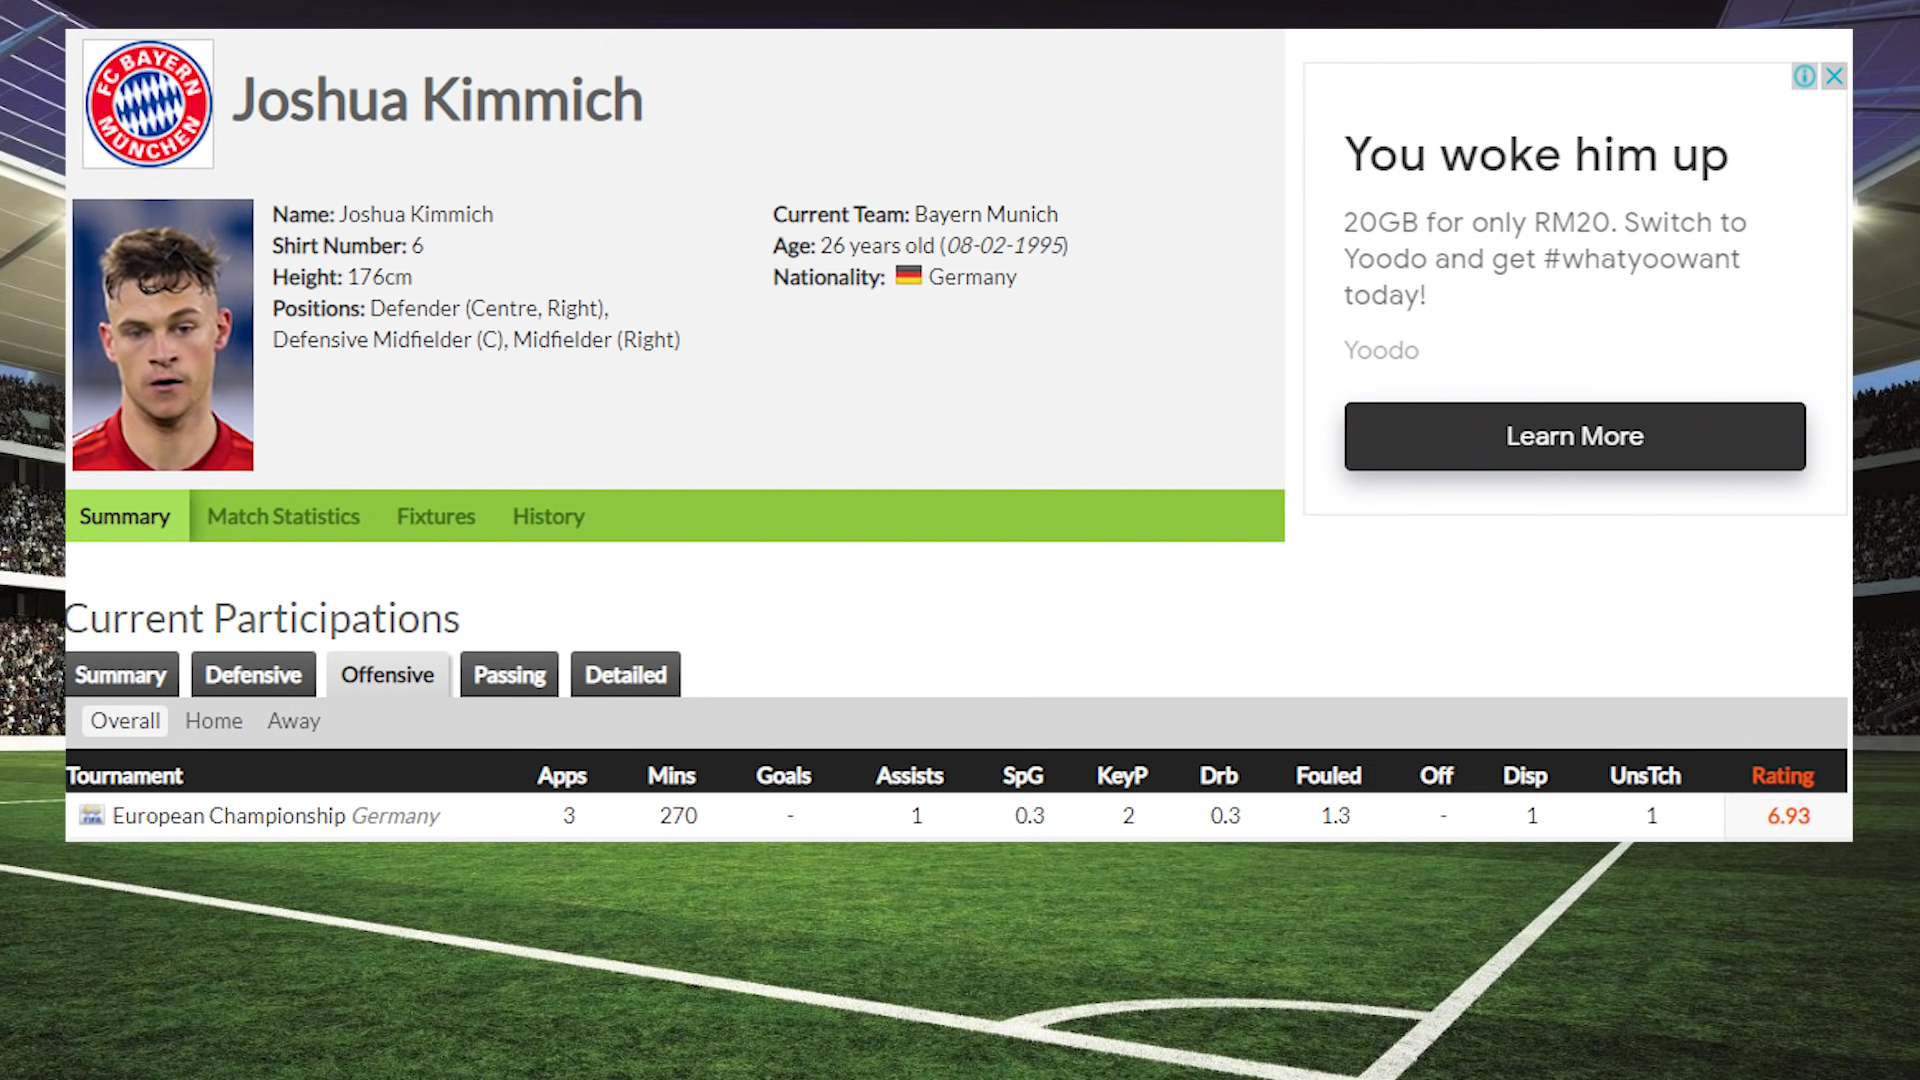 FC BAYERN
MÜNCHEN
Joshua Kimmich
Name: Joshua Kimmich
Shirt Number: 6
Height: 176cm
Positions: Defender (Centre, Right),
Defensive Midfielder (C), Midfielder (Right)
Current Team: Bayern Munich
Age: 26 years old (08-02-1995)
Nationality: Germany
You woke him up
20GB for only RM20. Switch to
Yoodo and get #whatyoowant
today!
Yoodo
Learn More
Summary Match Statistics Fixtures History
Current Participations
Summary Defensive Offensive Passing Detailed
Overall Home Away
Tournament Apps Mins Goals Assists SpG KeyP Drb Fouled Off Disp UnsTch Rating
European Championship Germany 3 270 - 1 0.3 2 0.3 1.3 - 1 1 6.93